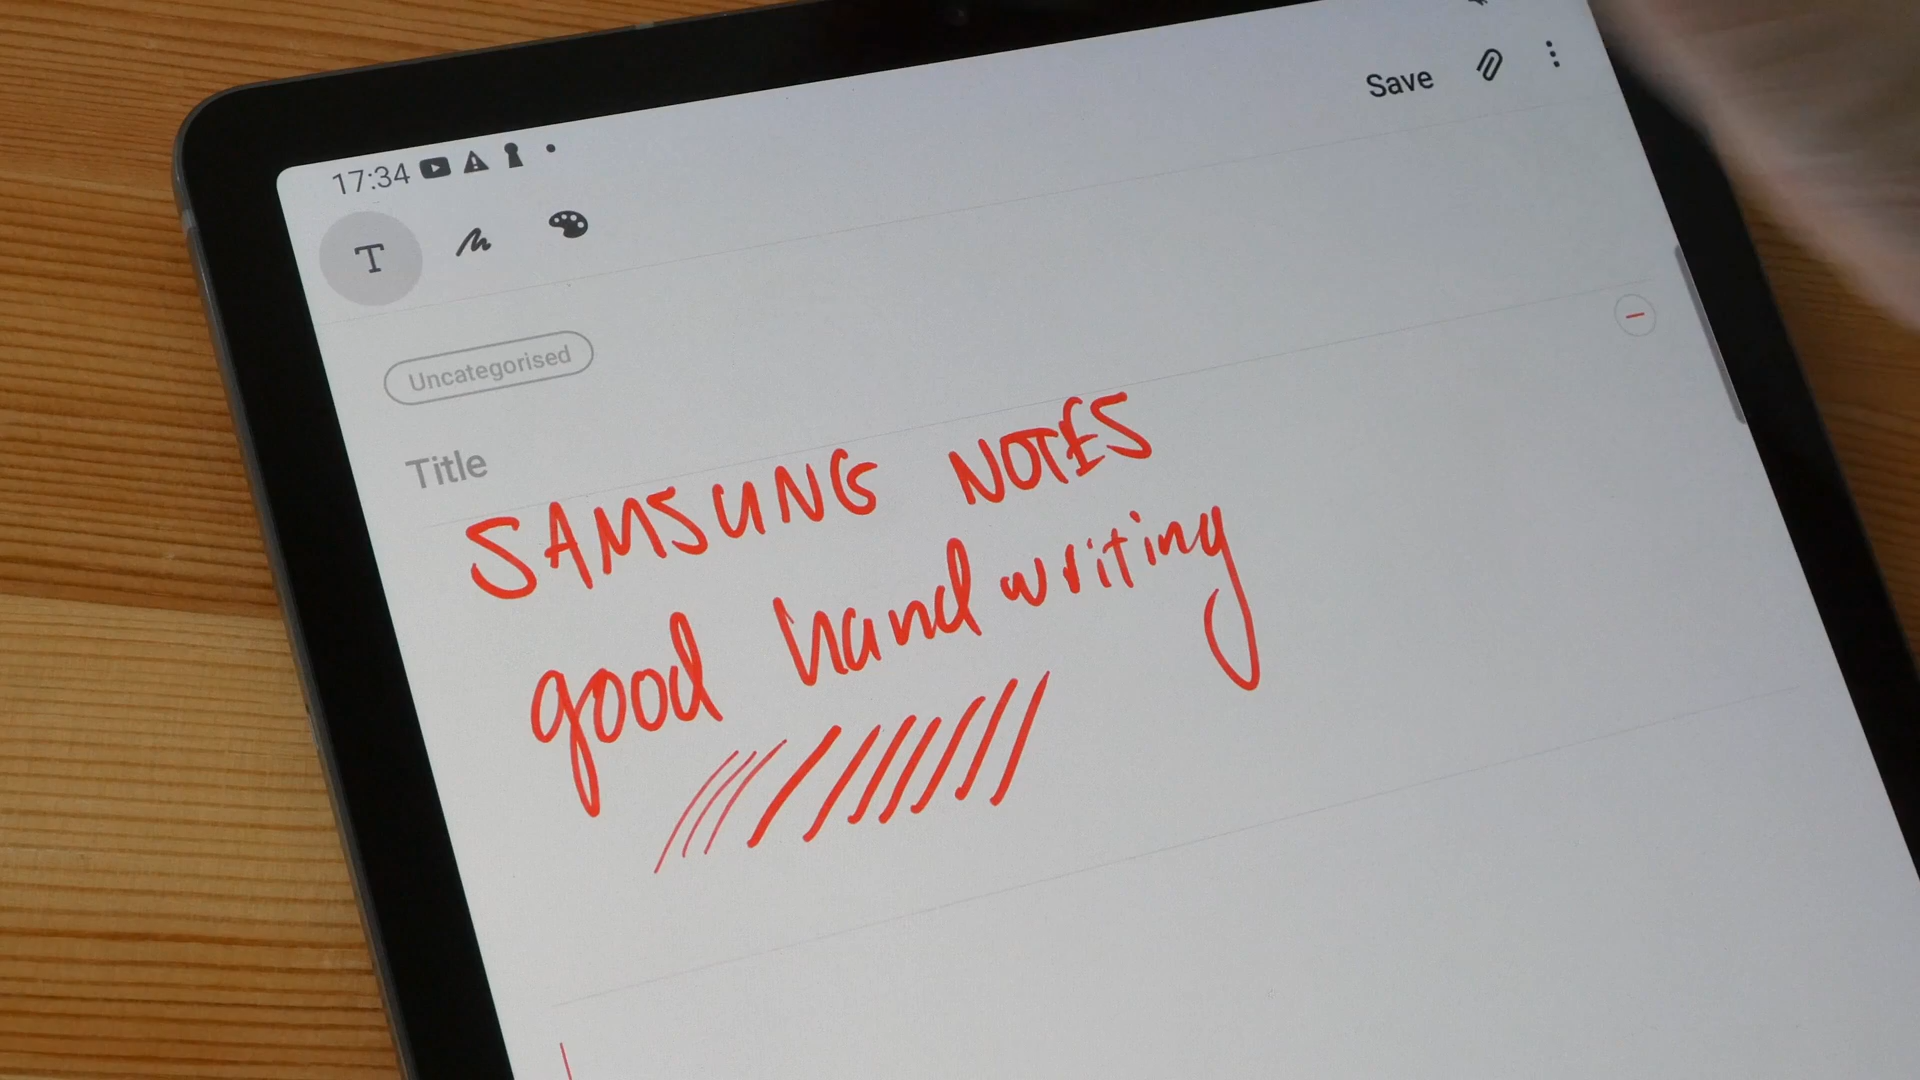 Save
17:34
T
Uncategorised
Title
SAMSUNG NOTES
good handwriting